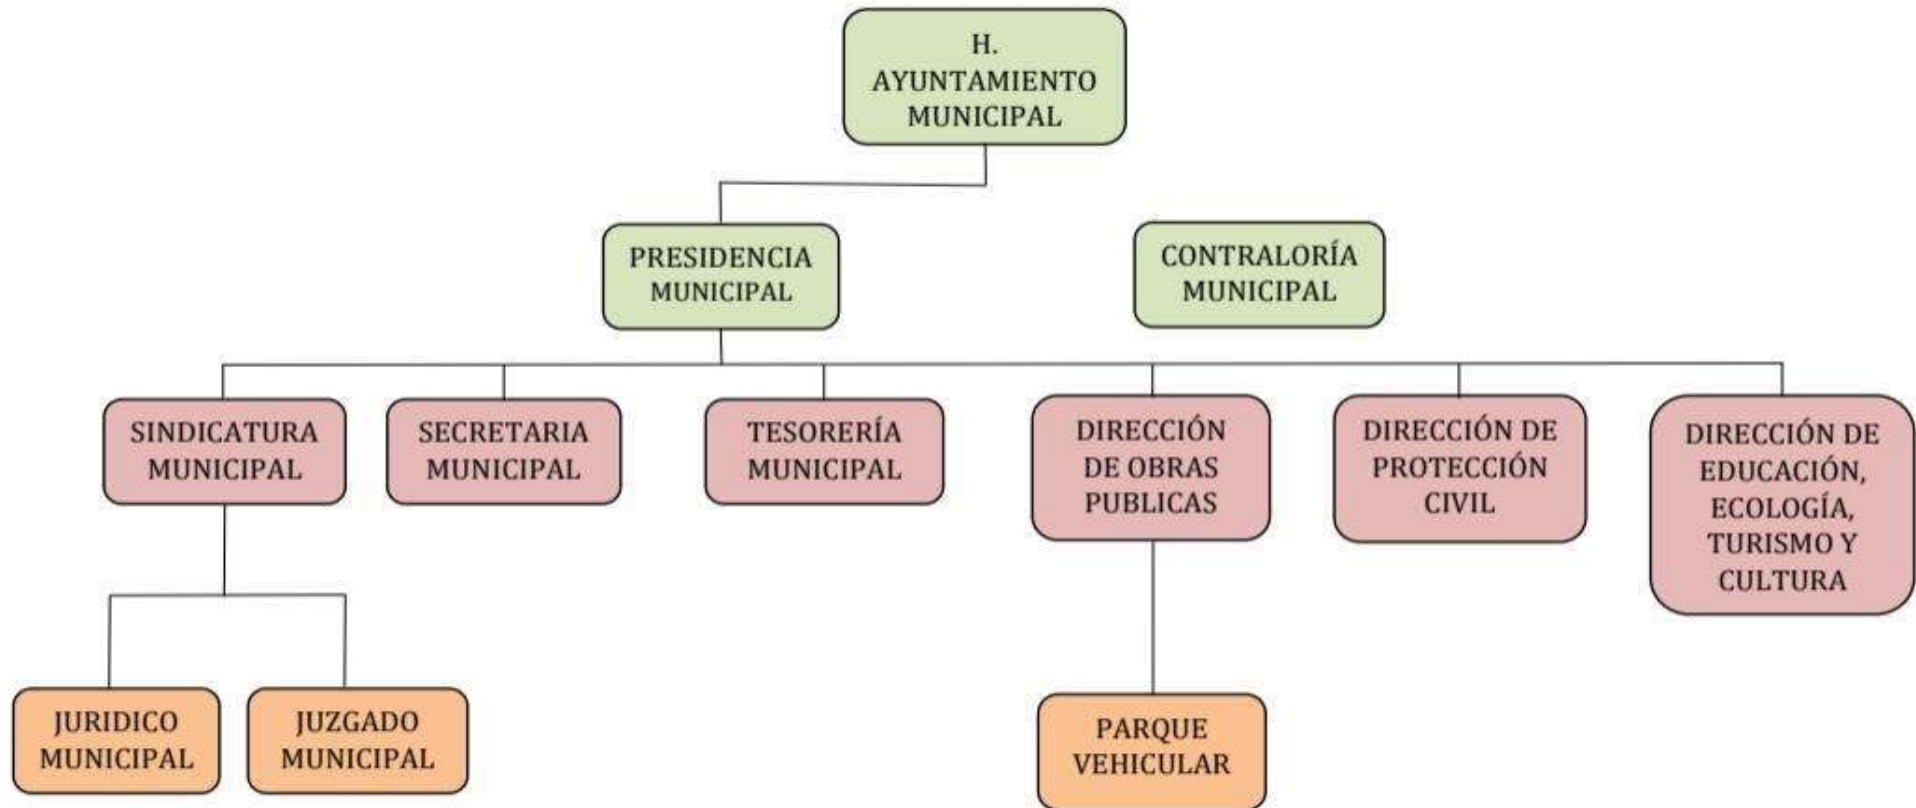 H.
AYUNTAMIENTO
MUNICIPAL
PRESIDENCIA
MUNICIPAL
CONTRALORÍA
MUNICIPAL
SINDICATURA
MUNICIPAL
SECRETARIA
MUNICIPAL
TESORERÍA
MUNICIPAL
DIRECCIÓN
DE OBRAS
PUBLICAS
DIRECCIÓN DE
PROTECCIÓN
CIVIL
DIRECCIÓN DE
EDUCACIÓN,
ECOLOGÍA,
TURISMO Y
CULTURA
JURIDICO
MUNICIPAL
JUZGADO
MUNICIPAL
PARQUE
VEHICULAR